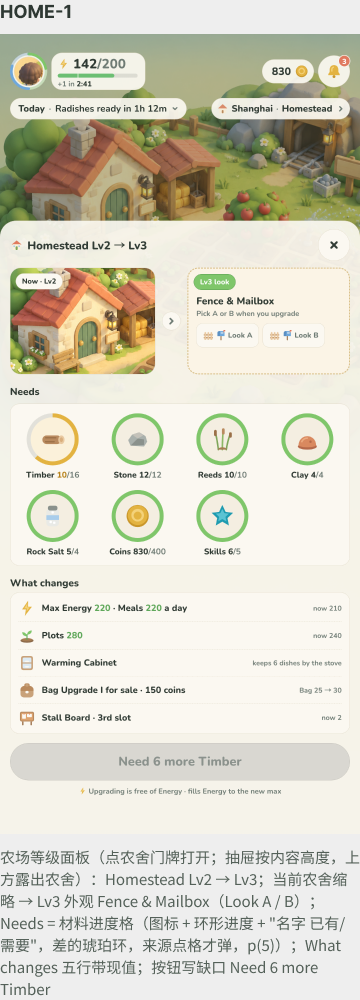 HOME-1
142/200
+1 in 2:41
830
3
Today · Radishes ready in 1h 12m
Shanghai · Homestead
Homestead Lv2 → Lv3
Now · Lv2
Lv3 look
Fence & Mailbox
Pick A or B when you upgrade
Look A
Look B
Needs
Timber 10/16
Stone 12/12
Reeds 10/10
Clay 4/4
Rock Salt 5/4
Coins 830/400
Skills 6/5
What changes
Max Energy 220 · Meals 220 a day
now 210
Plots 280
now 240
Warming Cabinet
keeps 6 dishes by the stove
Bag Upgrade I for sale · 150 coins
Bag 25 → 30
Stall Board · 3rd slot
now 2
Need 6 more Timber
Upgrading is free of Energy · fills Energy to the new max
农场等级面板（点农舍门牌打开；抽屉按内容高度，上
方露出农舍）：Homestead Lv2 → Lv3；当前农舍缩
略 → Lv3 外观 Fence & Mailbox（Look A / B）；
Needs = 材料进度格（图标 + 环形进度 + "名字 已有/
需要"，差的琥珀环，来源点格才弹，p(5)）；What
changes 五行带现值；按钮写缺口 Need 6 more
Timber